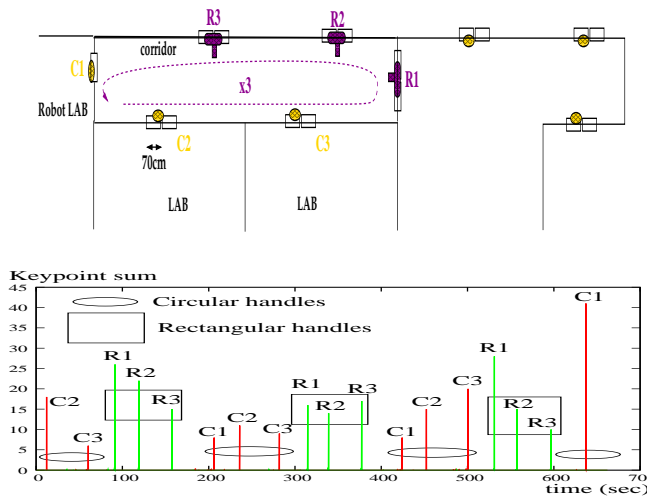 R3
R2
corridor
C1
x3
R1
Robot LAB
C2
C3
70cm
LAB
LAB
Keypoint sum
45
40
35
30
25
20
15
10
5
0
Circular handles
Rectangular handles
C2
C3
R1
R2
R3
C1
C2
C3
R1
R2
R3
C1
C2
C3
R1
R2
R3
C1
0 100 200 300 400 500 600 70
time (sec)